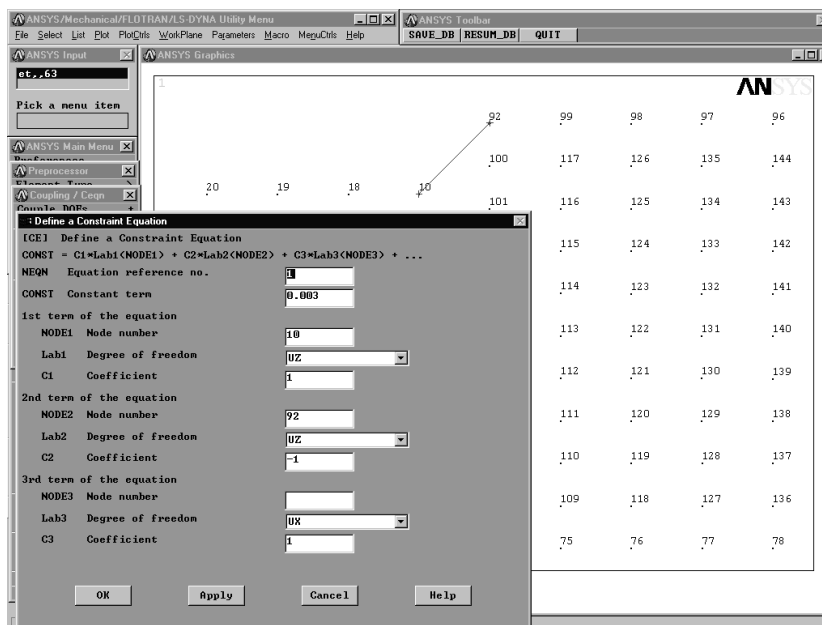 ANSYS/Mechanical/FLOTRAN/LS-DYNA Utility Menu
ANSYS Toolbar
File Select List Plot PlotCtrls WorkPlane Parameters Macro MenuCtrls Help
SAVE_DB RESUM_DB QUIT
ANSYS Input
ANSYS Graphics
et,,63
1
ANSYS
Pick a menu item
92 99 98 97 96
ANSYS Main Menu
Preferences
100 117 126 135 144
Preprocessor
Element Type
20 19 18 10
Coupling / Ceqn
Couple DOFs
101 116 125 134 143
: Define a Constraint Equation
[CE] Define a Constraint Equation
CONST = C1*Lab1(NODE1) + C2*Lab2(NODE2) + C3*Lab3(NODE3) + ...
115 124 133 142
NEQN Equation reference no. 1
CONST Constant term 0.003
114 123 132 141
1st term of the equation
NODE1 Node number 10
113 122 131 140
Lab1 Degree of freedom UZ
C1 Coefficient 1
112 121 130 139
2nd term of the equation
NODE2 Node number 92
111 120 129 138
Lab2 Degree of freedom UZ
C2 Coefficient -1
110 119 128 137
3rd term of the equation
NODE3 Node number
109 118 127 136
Lab3 Degree of freedom UX
C3 Coefficient 1
75 76 77 78
OK Apply Cancel Help